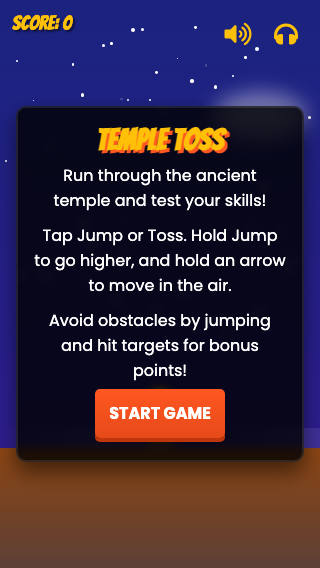 SCORE: 0
TEMPLE TOSS
Run through the ancient
temple and test your skills!
Tap Jump or Toss. Hold Jump
to go higher, and hold an arrow
to move in the air.
Avoid obstacles by jumping
and hit targets for bonus
points!
START GAME